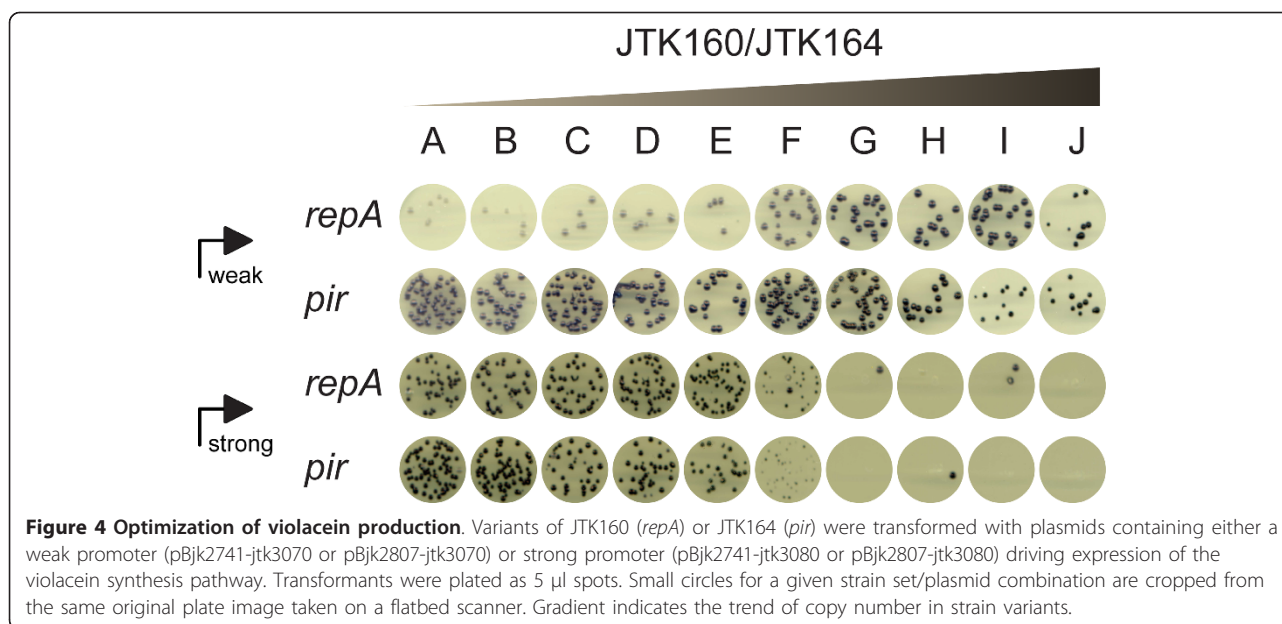 JTK160/JTK164
A B C D E F G H I J
repA
weak
pir
repA
strong
pir
Figure 4 Optimization of violacein production. Variants of JTK160 (repA) or JTK164 (pir) were transformed with plasmids containing either a
weak promoter (pBjk2741-jtk3070 or pBjk2807-jtk3070) or strong promoter (pBjk2741-jtk3080 or pBjk2807-jtk3080) driving expression of the
violacein synthesis pathway. Transformants were plated as 5 μl spots. Small circles for a given strain set/plasmid combination are cropped from
the same original plate image taken on a flatbed scanner. Gradient indicates the trend of copy number in strain variants.